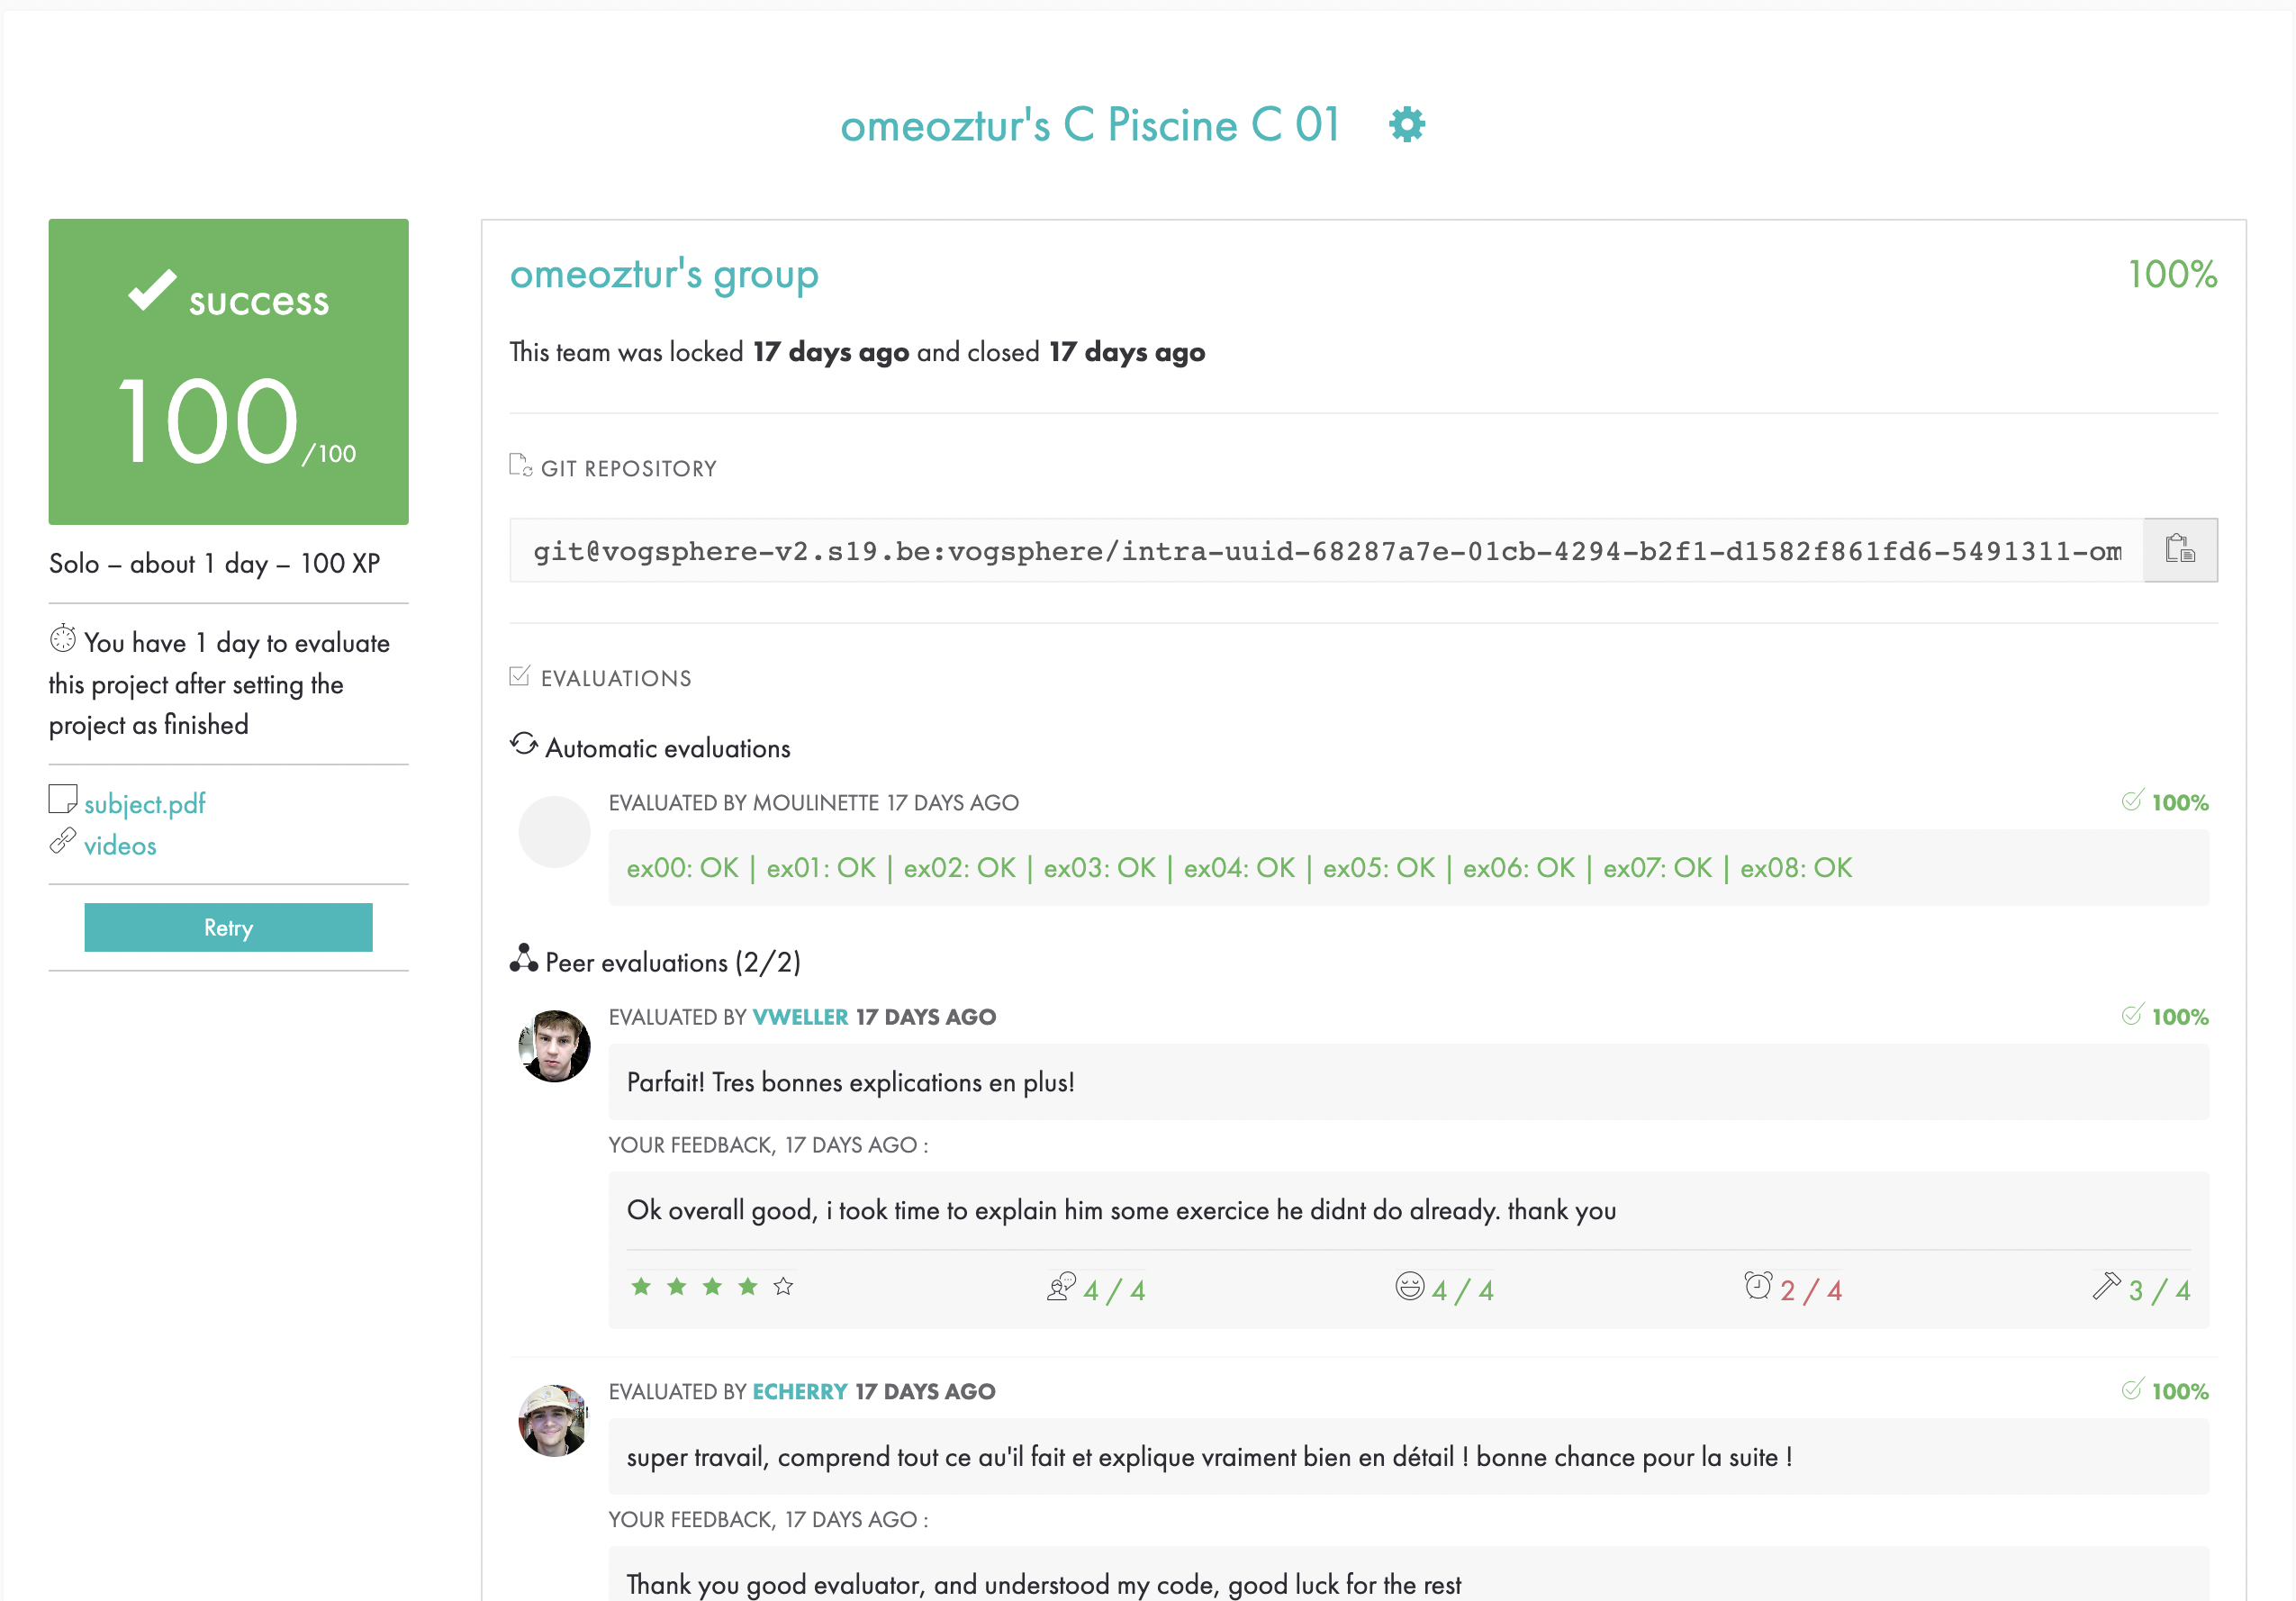 omeoztur's C Piscine C 01
success
100 /100
Solo – about 1 day – 100 XP
You have 1 day to evaluate
this project after setting the
project as finished
subject.pdf
videos
Retry
omeoztur's group
100%
This team was locked 17 days ago and closed 17 days ago
GIT REPOSITORY
git@vogsphere-v2.s19.be:vogsphere/intra-uuid-68287a7e-01cb-4294-b2f1-d1582f861fd6-5491311-om
EVALUATIONS
Automatic evaluations
EVALUATED BY MOULINETTE 17 DAYS AGO
100%
ex00: OK | ex01: OK | ex02: OK | ex03: OK | ex04: OK | ex05: OK | ex06: OK | ex07: OK | ex08: OK
Peer evaluations (2/2)
EVALUATED BY VWELLER 17 DAYS AGO
100%
Parfait! Tres bonnes explications en plus!
YOUR FEEDBACK, 17 DAYS AGO :
Ok overall good, i took time to explain him some exercice he didnt do already. thank you
4 / 4
4 / 4
2 / 4
3 / 4
EVALUATED BY ECHERRY 17 DAYS AGO
100%
super travail, comprend tout ce au'il fait et explique vraiment bien en détail ! bonne chance pour la suite !
YOUR FEEDBACK, 17 DAYS AGO :
Thank you good evaluator, and understood my code, good luck for the rest